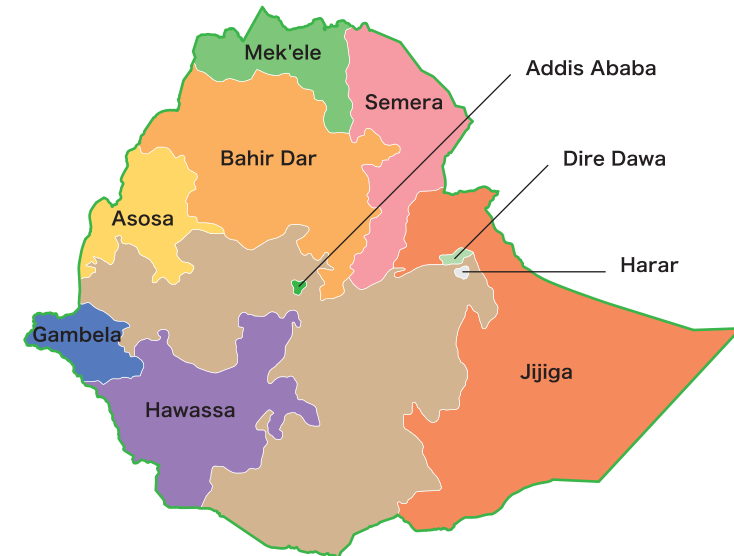 Mek'ele
Addis Ababa
Semera
Bahir Dar
Dire Dawa
Asosa
Harar
Gambela
Jijiga
Hawassa